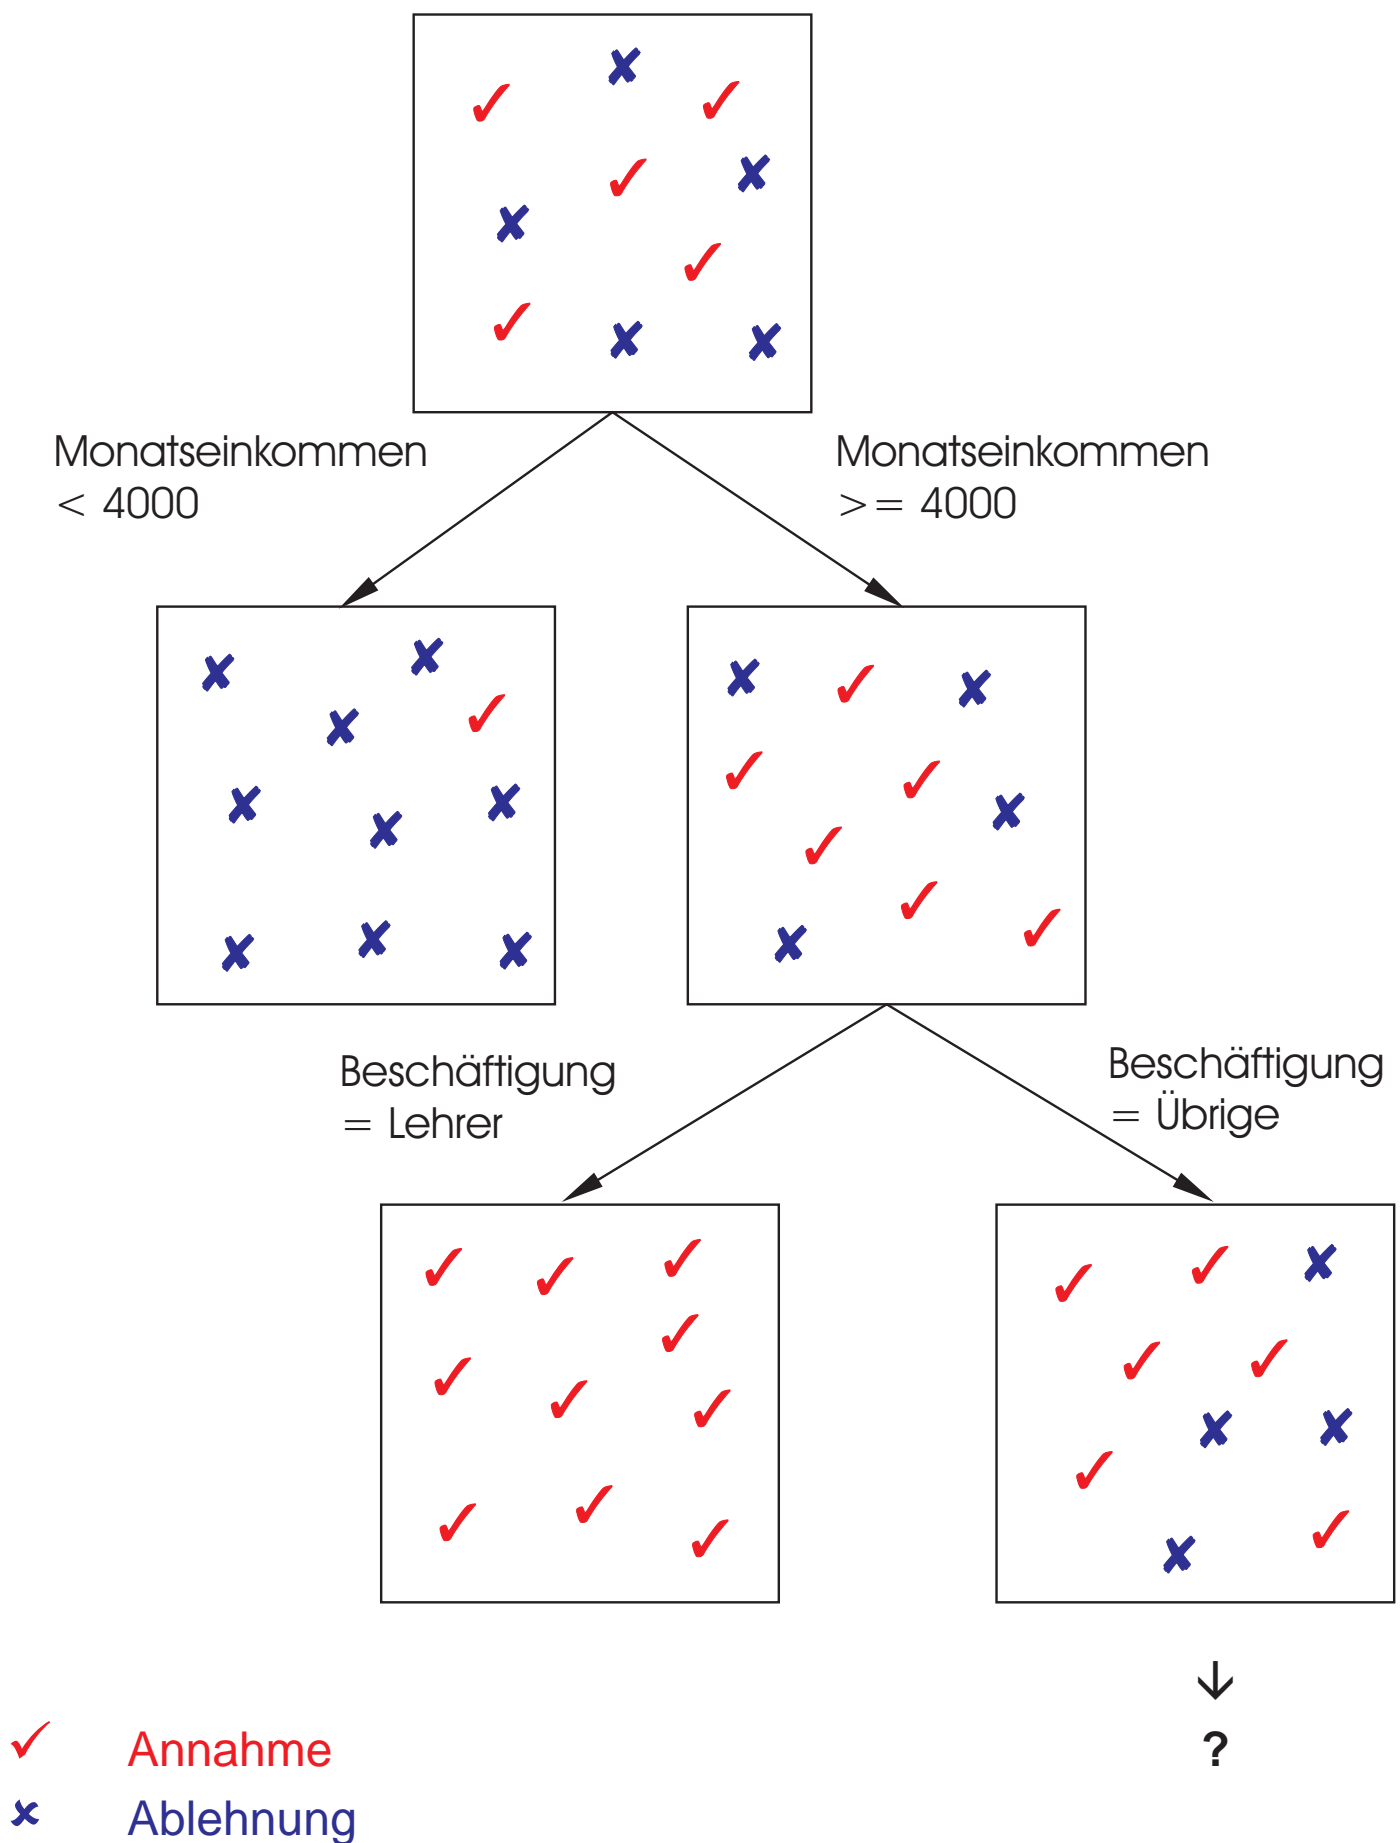 Monatseinkommen
< 4000
Monatseinkommen
>= 4000
Beschäftigung
= Lehrer
Beschäftigung
= Übrige
?
Annahme
Ablehnung